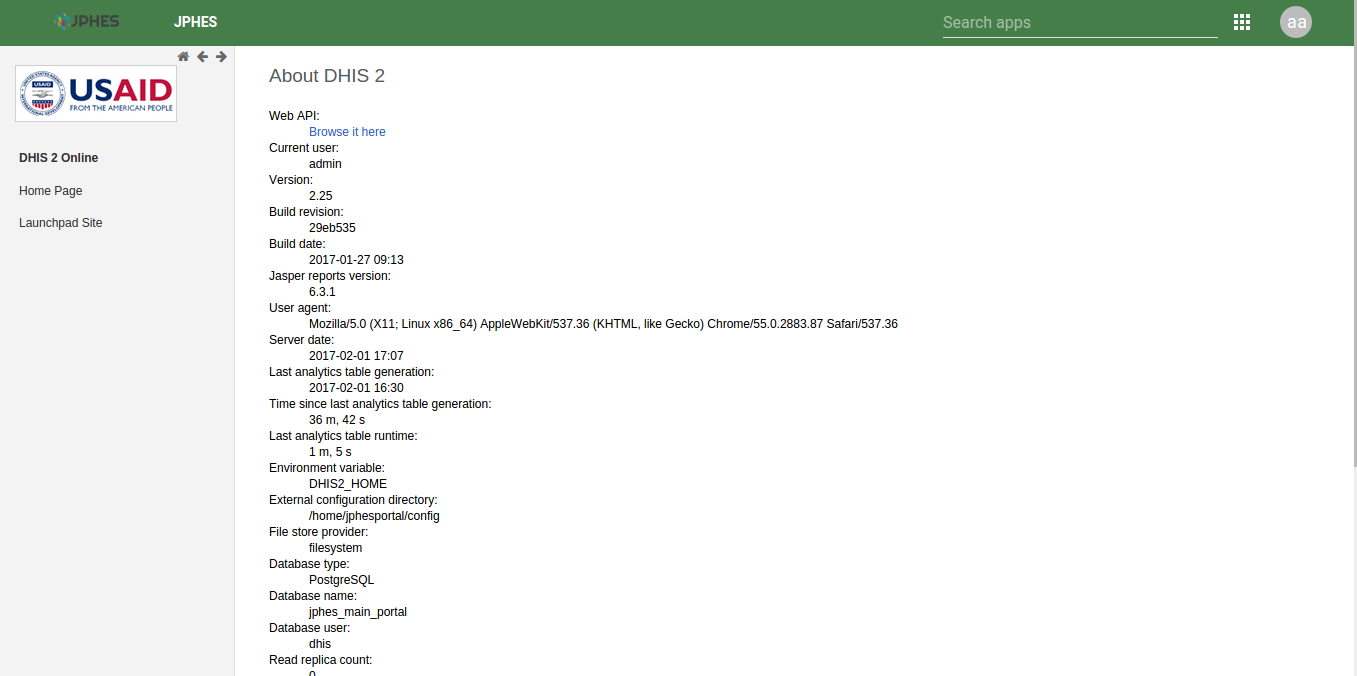 JPHES
JPHES
Search apps
aa
USAID
USAID
FROM THE AMERICAN PEOPLE
DHIS 2 Online
Home Page
Launchpad Site
About DHIS 2
Web API:
Browse it here
Current user:
admin
Version:
2.25
Build revision:
29eb535
Build date:
2017-01-27 09:13
Jasper reports version:
6.3.1
User agent:
Mozilla/5.0 (X11; Linux x86_64) AppleWebKit/537.36 (KHTML, like Gecko) Chrome/55.0.2883.87 Safari/537.36
Server date:
2017-02-01 17:07
Last analytics table generation:
2017-02-01 16:30
Time since last analytics table generation:
36 m, 42 s
Last analytics table runtime:
1 m, 5 s
Environment variable:
DHIS2_HOME
External configuration directory:
/home/jphesportal/config
File store provider:
filesystem
Database type:
PostgreSQL
Database name:
jphes_main_portal
Database user:
dhis
Read replica count:
0